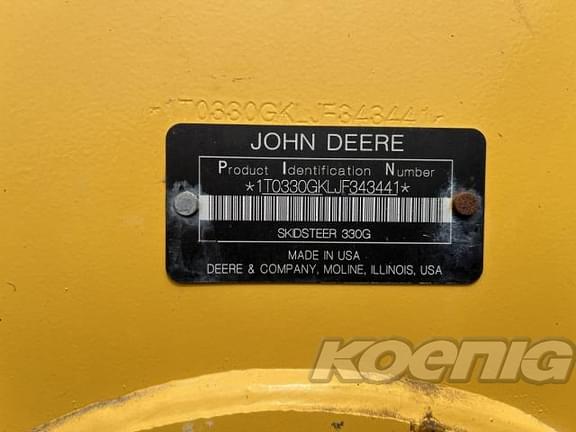 *1T0330GKLJF343441*
JOHN DEERE
Product Identification Number
*1T0330GKLJF343441*
SKIDSTEER 330G
MADE IN USA
DEERE & COMPANY, MOLINE, ILLINOIS, USA
KOENIG